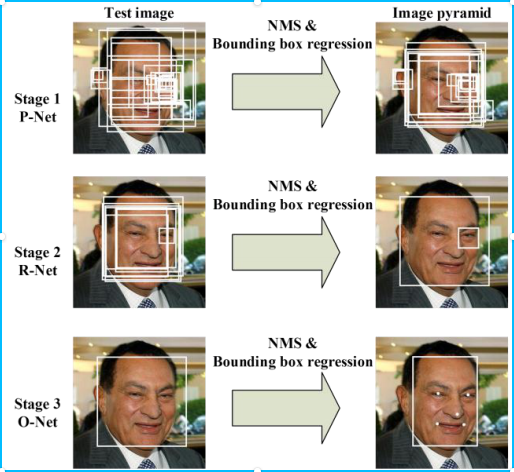 Test image
Image pyramid
NMS &
Bounding box regression
Stage 1
P-Net
NMS &
Bounding box regression
Stage 2
R-Net
NMS &
Bounding box regression
Stage 3
O-Net